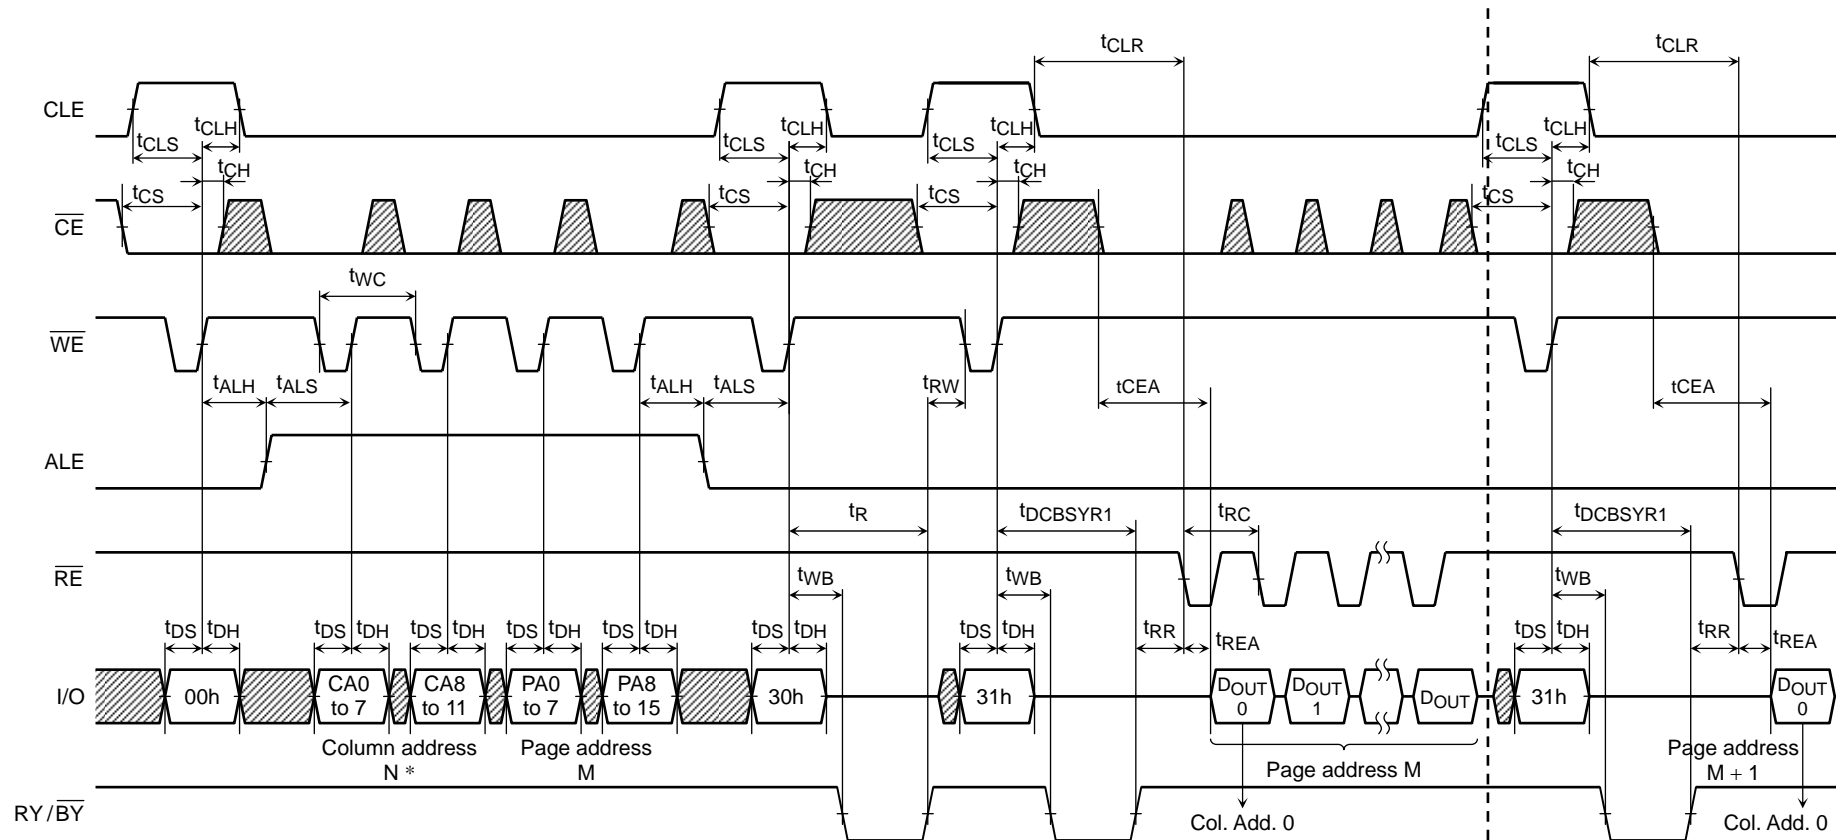 tCLR tCLR
CLE
tCLS tCLH tCLS tCLH tCLS tCLH tCLS tCLH
tCH tCH tCH tCH
tCS tCS tCS tCS
CE
tWC
WE
tALH tALS tALH tALS tRW tCEA tCEA
ALE
tR tDCBSYR1 tRC tDCBSYR1
RE
tWB tWB tWB
tDS tDH tDS tDH tDS tDH tDS tDH tDS tDH tDS tDH tDS tDH tRR tREA tDS tDH tRR tREA
I/O
00h
CA0 to 7
CA8 to 11
PA0 to 7
PA8 to 15
30h
31h
DOUT 0
DOUT 1
DOUT
31h
DOUT 0
Column address N *
Page address M
Page address M
Page address M + 1
RY/BY
Col. Add. 0
Col. Add. 0